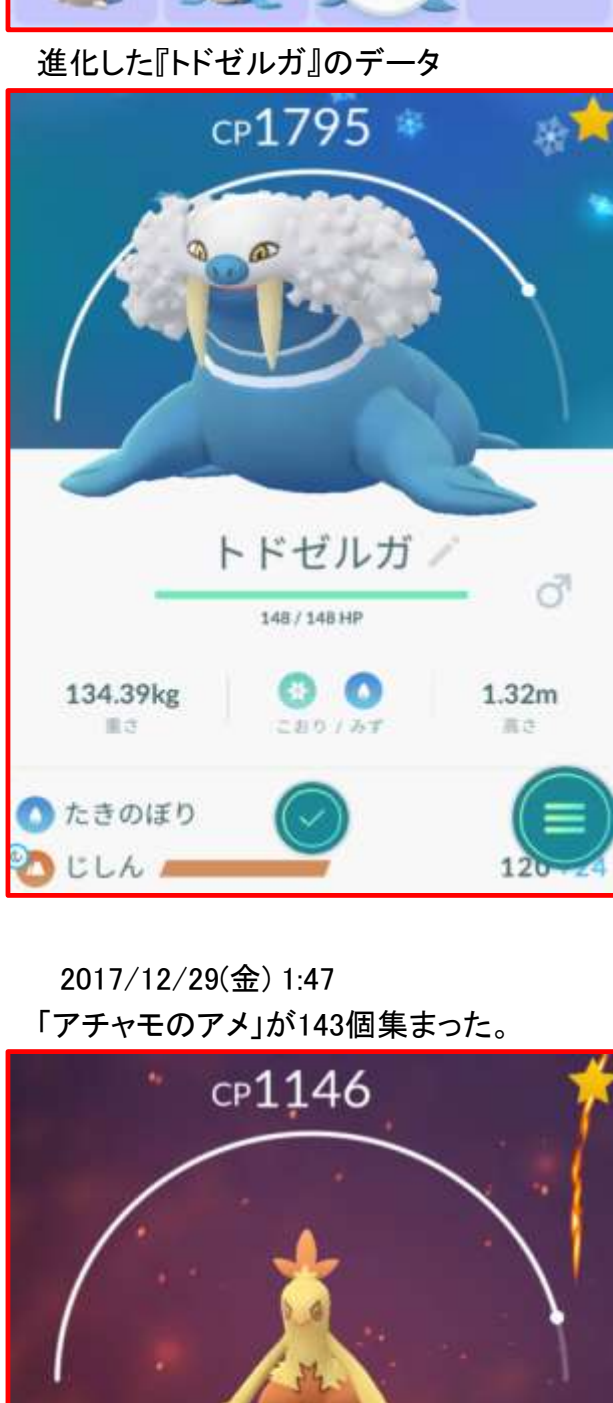 進化した『トドゼルガ』のデータ
CP1795
トドゼルガ
148 / 148 HP
134.39kg
1.32m
重さ
こおり / みず
高さ
たきのぼり
じしん
120 +24
2017/12/29(金) 1:47
「アチャモのアメ」が143個集まった。
CP1146